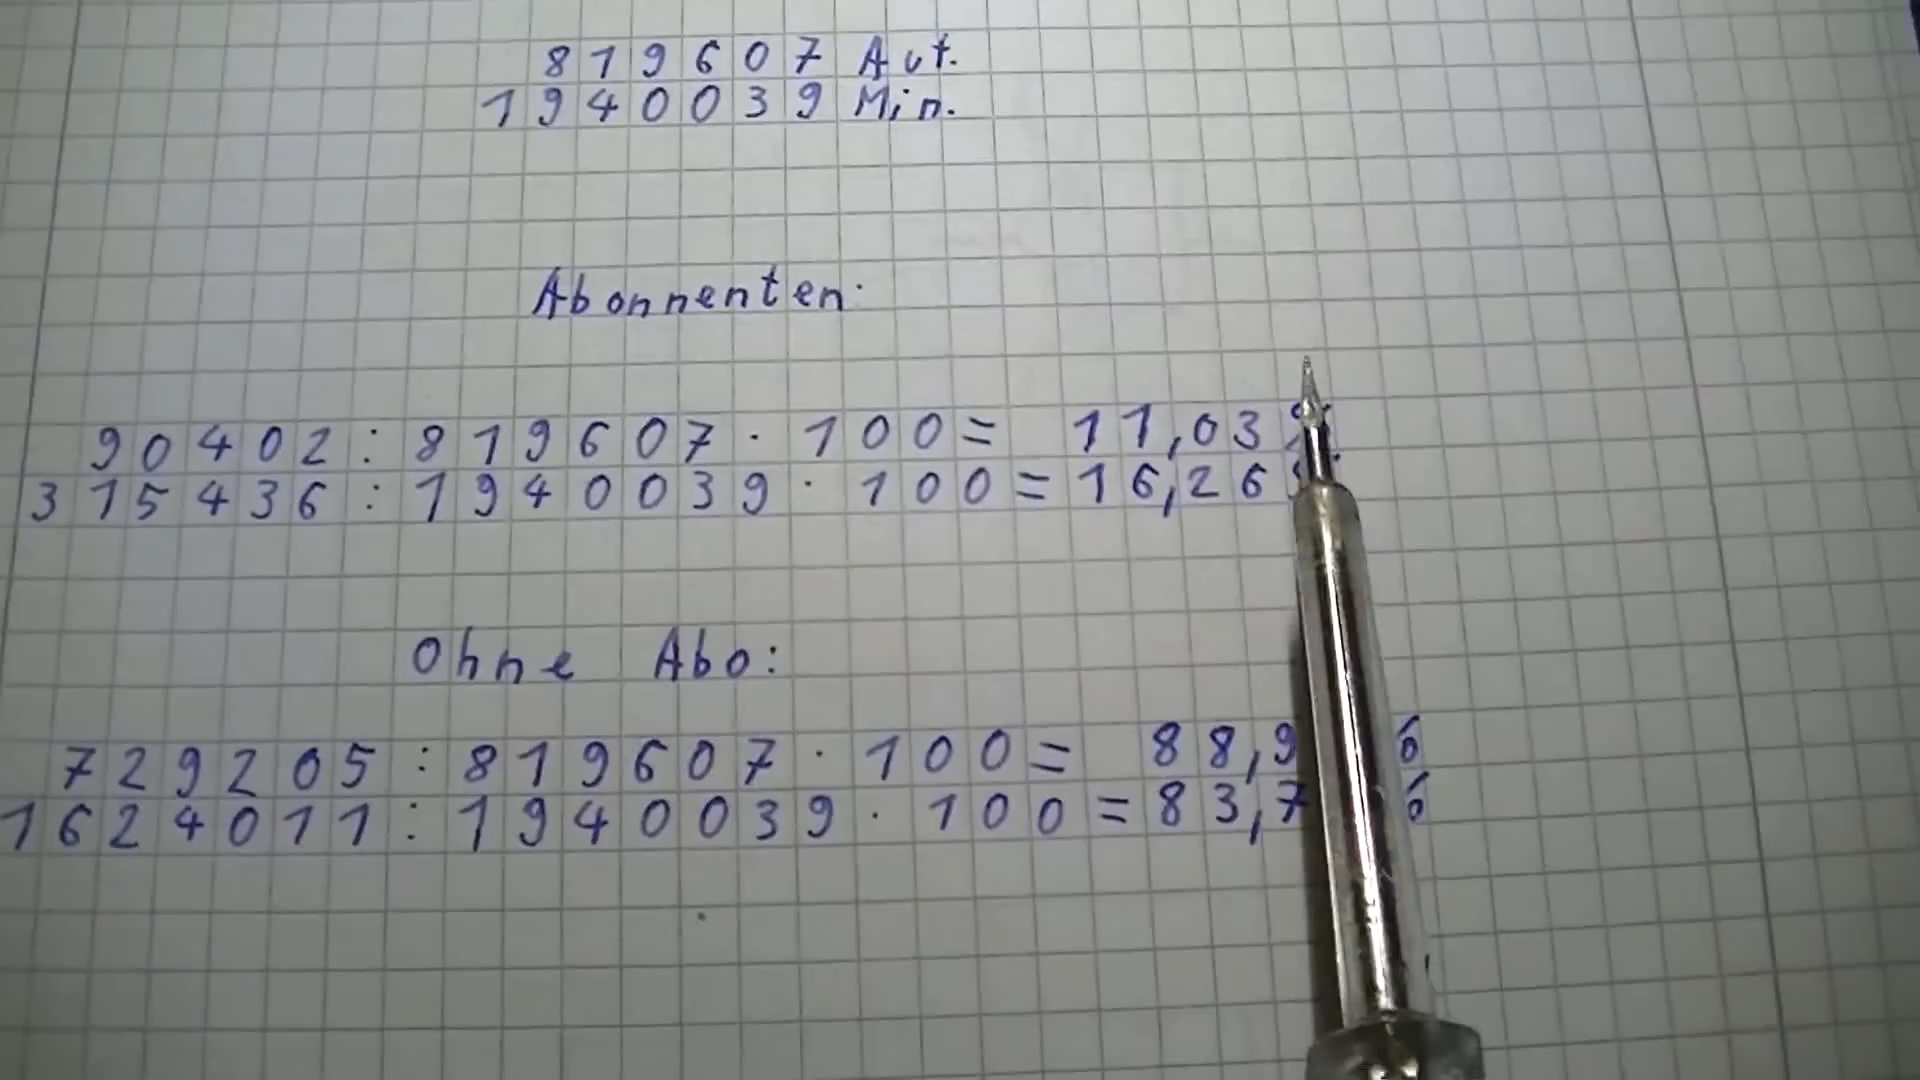 819607 Auf.
1940039 Min.
Abonnenten:
90402 : 819607 · 100 = 11,03 %
315436 : 1940039 · 100 = 16,26 %
Ohne Abo:
729205 : 819607 · 100 = 88,9
1624011 : 1940039 · 100 = 83,7